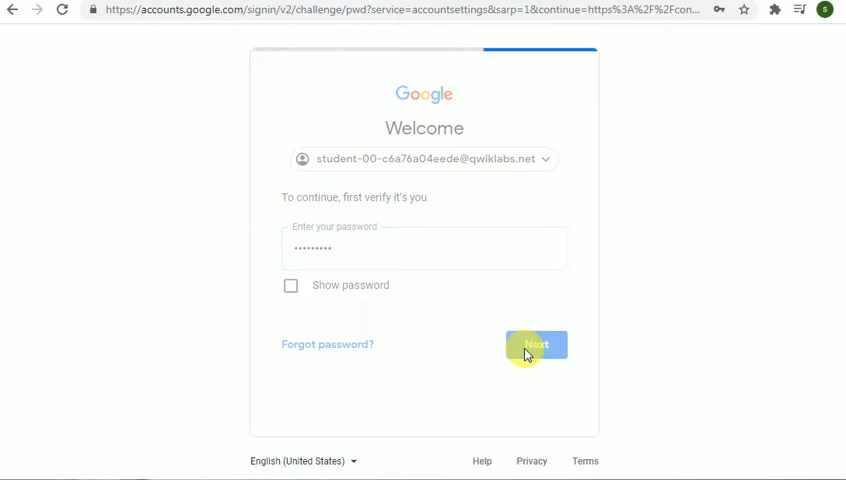 https://accounts.google.com/signin/v2/challenge/pwd?service=accountsettings&sarp=1&continue=https%3A%2F%2Fcon...
S
Google
Welcome
student-00-c6a76a04eede@qwiklabs.net
To continue, first verify it's you
Enter your password
•••••••••
Show password
Forgot password?
Next
English (United States)
Help
Privacy
Terms